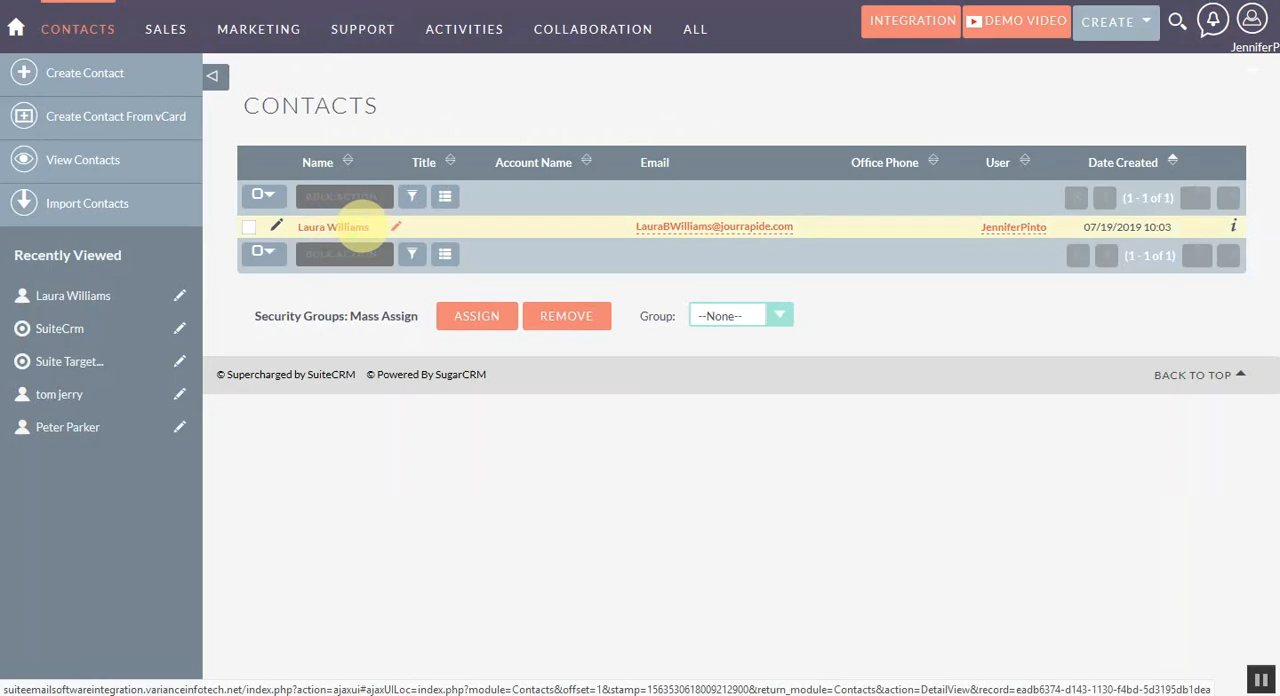 CONTACTS SALES MARKETING SUPPORT ACTIVITIES COLLABORATION ALL INTEGRATION DEMO VIDEO CREATE
JenniferP
Create Contact
Create Contact From vCard
View Contacts
Import Contacts
Recently Viewed
Laura Williams
SuiteCrm
Suite Target...
tom jerry
Peter Parker
CONTACTS
Name Title Account Name Email Office Phone User Date Created
BULK ACTION (1 - 1 of 1)
Laura Williams LauraBWilliams@jourrapide.com JenniferPinto 07/19/2019 10:03 i
BULK ACTION (1 - 1 of 1)
Security Groups: Mass Assign ASSIGN REMOVE Group: --None--
© Supercharged by SuiteCRM © Powered By SugarCRM BACK TO TOP
suiteemailsoftwareintegration.varianceinfotech.net/index.php?action=ajaxui#ajaxUILoc=index.php?module=Contacts&offset=1&stamp=1563530618009212900&return_module=Contacts&action=DetailView&record=eadb6374-d143-1130-f4bd-5d3195db1dea